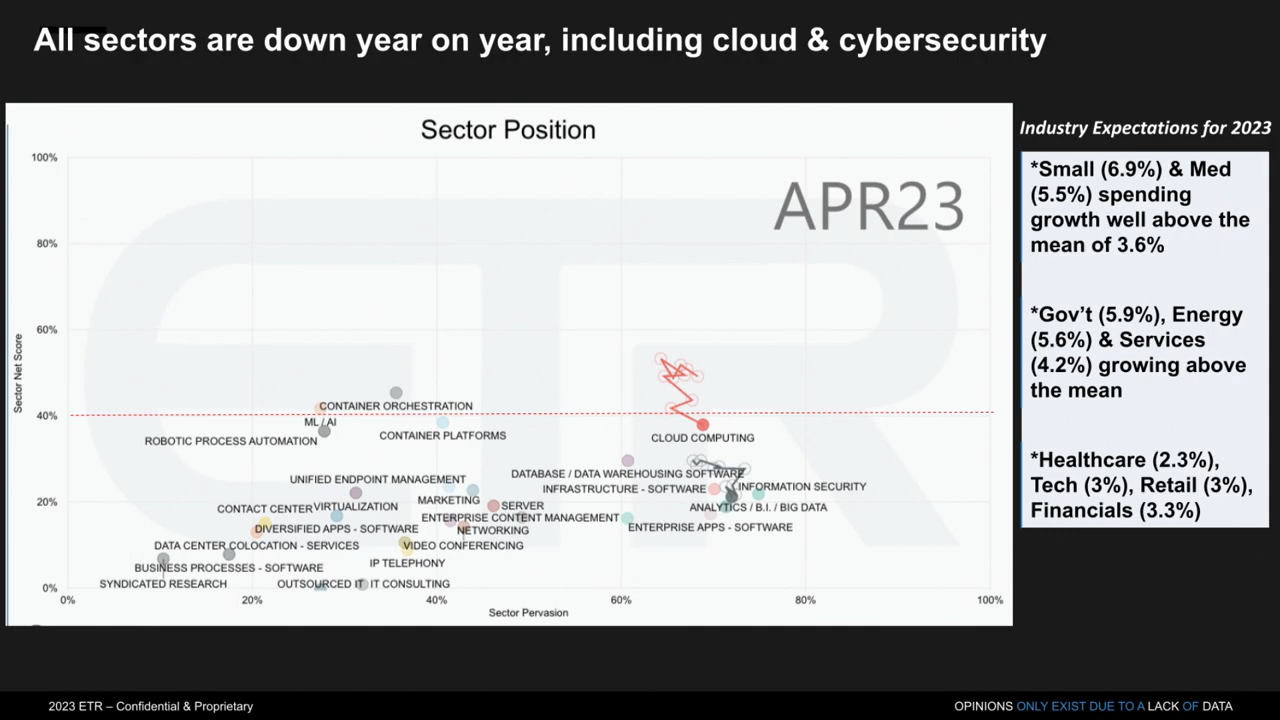 All sectors are down year on year, including cloud & cybersecurity
Sector Position
Industry Expectations for 2023
APR23
100%
80%
60%
40%
20%
0%
Sector Net Score
CONTAINER ORCHESTRATION
ML / AI
ROBOTIC PROCESS AUTOMATION
CONTAINER PLATFORMS
CLOUD COMPUTING
DATABASE / DATA WAREHOUSING SOFTWARE
UNIFIED ENDPOINT MANAGEMENT
INFRASTRUCTURE - SOFTWARE
INFORMATION SECURITY
MARKETING
CONTACT CENTER
VIRTUALIZATION
SERVER
ANALYTICS / B.I. / BIG DATA
ENTERPRISE CONTENT MANAGEMENT
DIVERSIFIED APPS - SOFTWARE
NETWORKING
ENTERPRISE APPS - SOFTWARE
DATA CENTER COLOCATION - SERVICES
VIDEO CONFERENCING
BUSINESS PROCESSES - SOFTWARE
IP TELEPHONY
SYNDICATED RESEARCH
OUTSOURCED IT
IT CONSULTING
0%
20%
40%
60%
80%
100%
Sector Pervasion
ETR
*Small (6.9%) & Med
(5.5%) spending
growth well above the
mean of 3.6%
*Gov’t (5.9%), Energy
(5.6%) & Services
(4.2%) growing above
the mean
*Healthcare (2.3%),
Tech (3%), Retail (3%),
Financials (3.3%)
2023 ETR – Confidential & Proprietary
OPINIONS ONLY EXIST DUE TO A LACK OF DATA